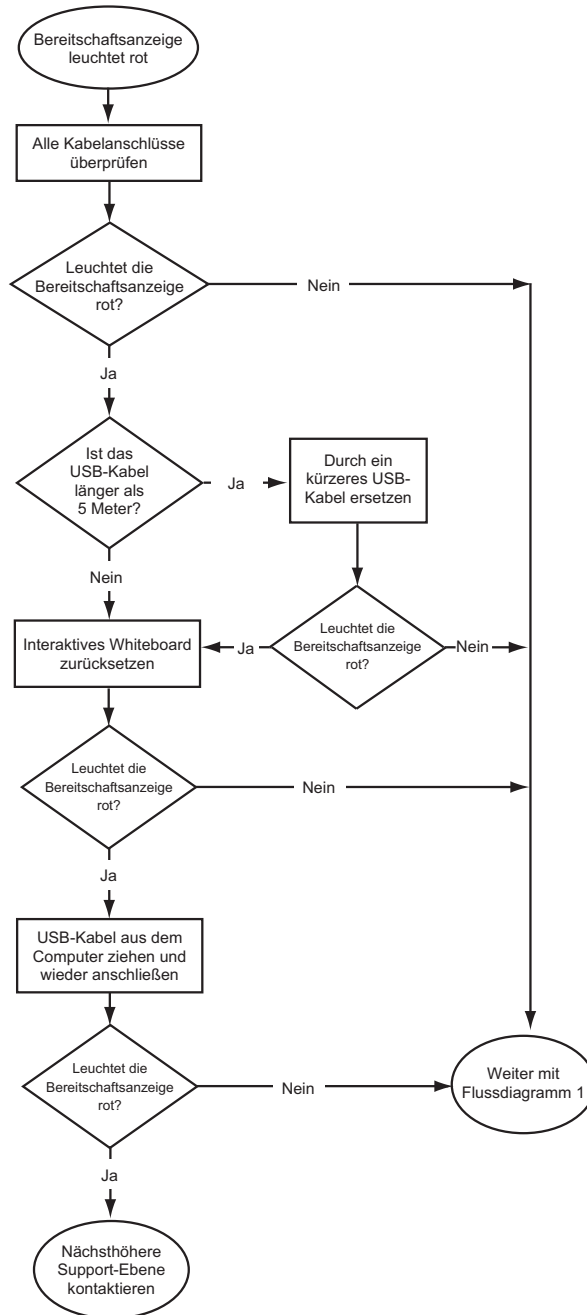 Bereitschaftsanzeige
leuchtet rot
Alle Kabelanschlüsse
überprüfen
Leuchtet die
Bereitschaftsanzeige
rot?
Nein
Ja
Ist das
USB-Kabel
länger als
5 Meter?
Ja
Durch ein
kürzeres USB-
Kabel ersetzen
Nein
Interaktives Whiteboard
zurücksetzen
Ja
Leuchtet die
Bereitschaftsanzeige
rot?
Nein
Leuchtet die
Bereitschaftsanzeige
rot?
Nein
Ja
USB-Kabel aus dem
Computer ziehen und
wieder anschließen
Leuchtet die
Bereitschaftsanzeige
rot?
Nein
Weiter mit
Flussdiagramm 1
Ja
Nächsthöhere
Support-Ebene
kontaktieren